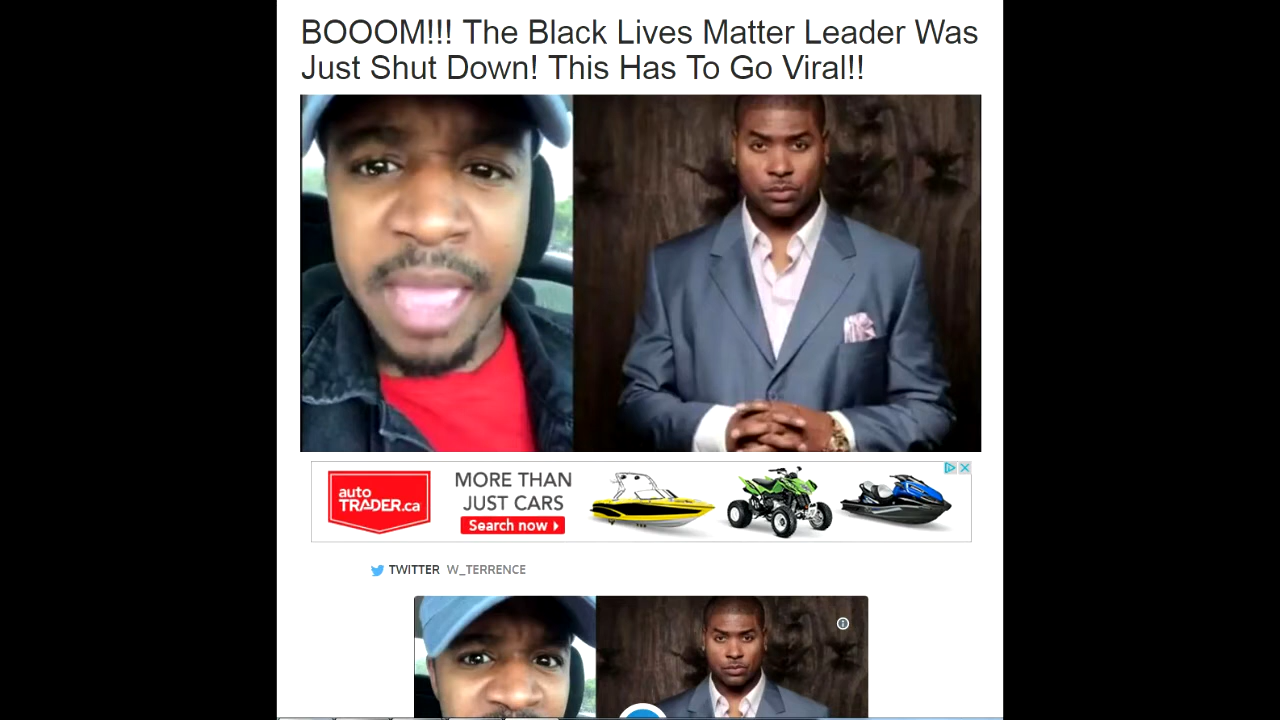 BOOOM!!! The Black Lives Matter Leader Was
Just Shut Down! This Has To Go Viral!!
auto
TRADER.ca
MORE THAN
JUST CARS
Search now
TWITTER W_TERRENCE